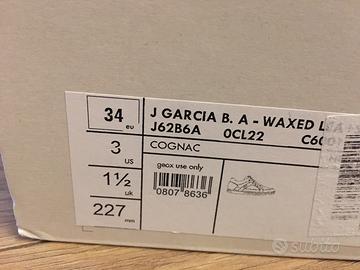 34 eu
J GARCIA B. A - WAXED
J62B6A 0CL22
3 US
COGNAC
geox use only
1½ uk
0807 8636
227 mm
subito